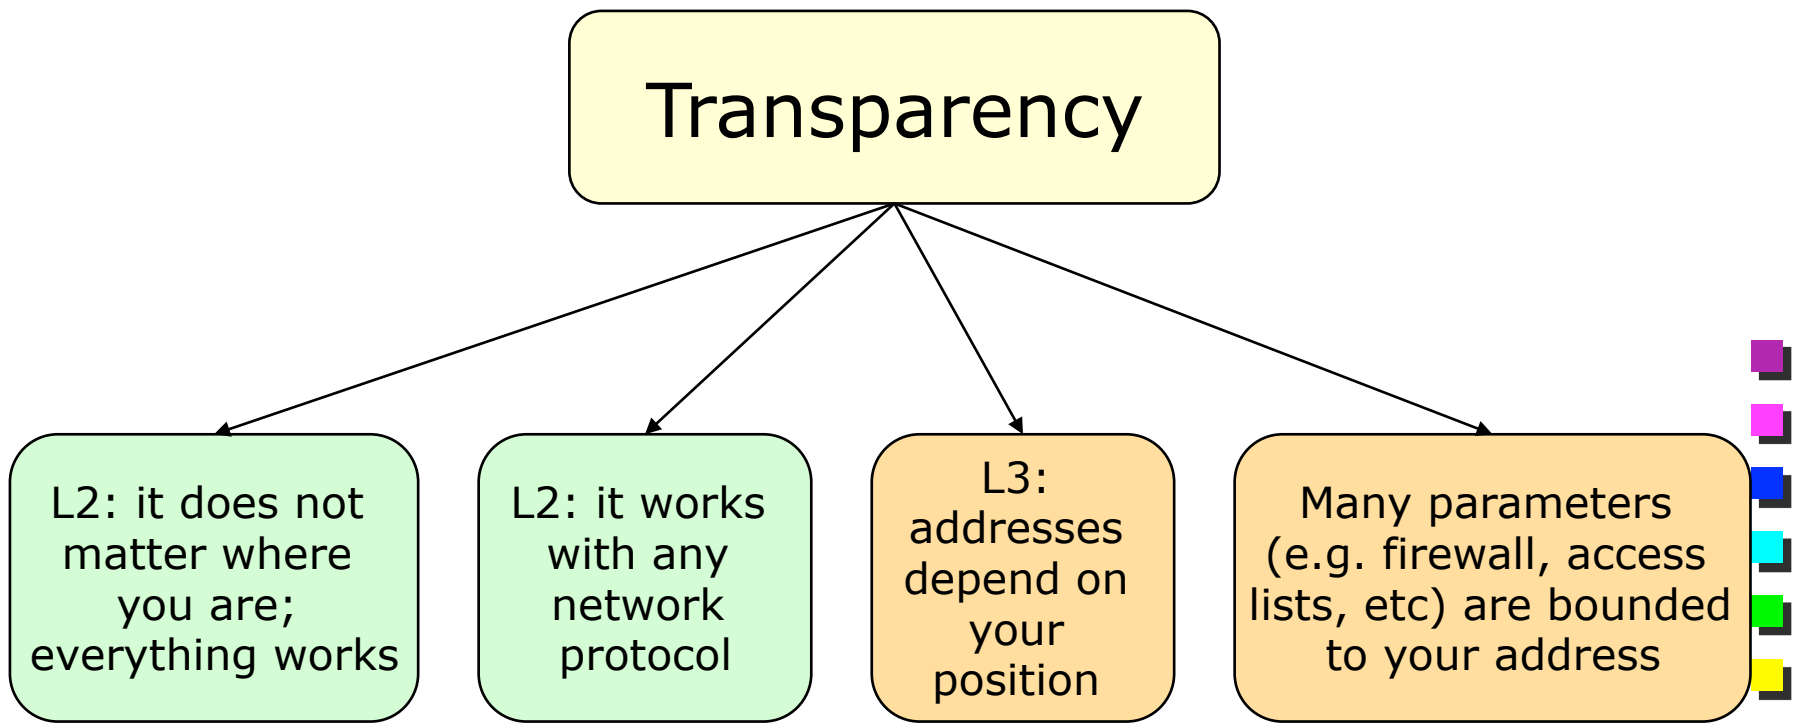 Transparency
L2: it does not
matter where
you are;
everything works
L2: it works
with any
network
protocol
L3:
addresses
depend on
your
position
Many parameters
(e.g. firewall, access
lists, etc) are bounded
to your address